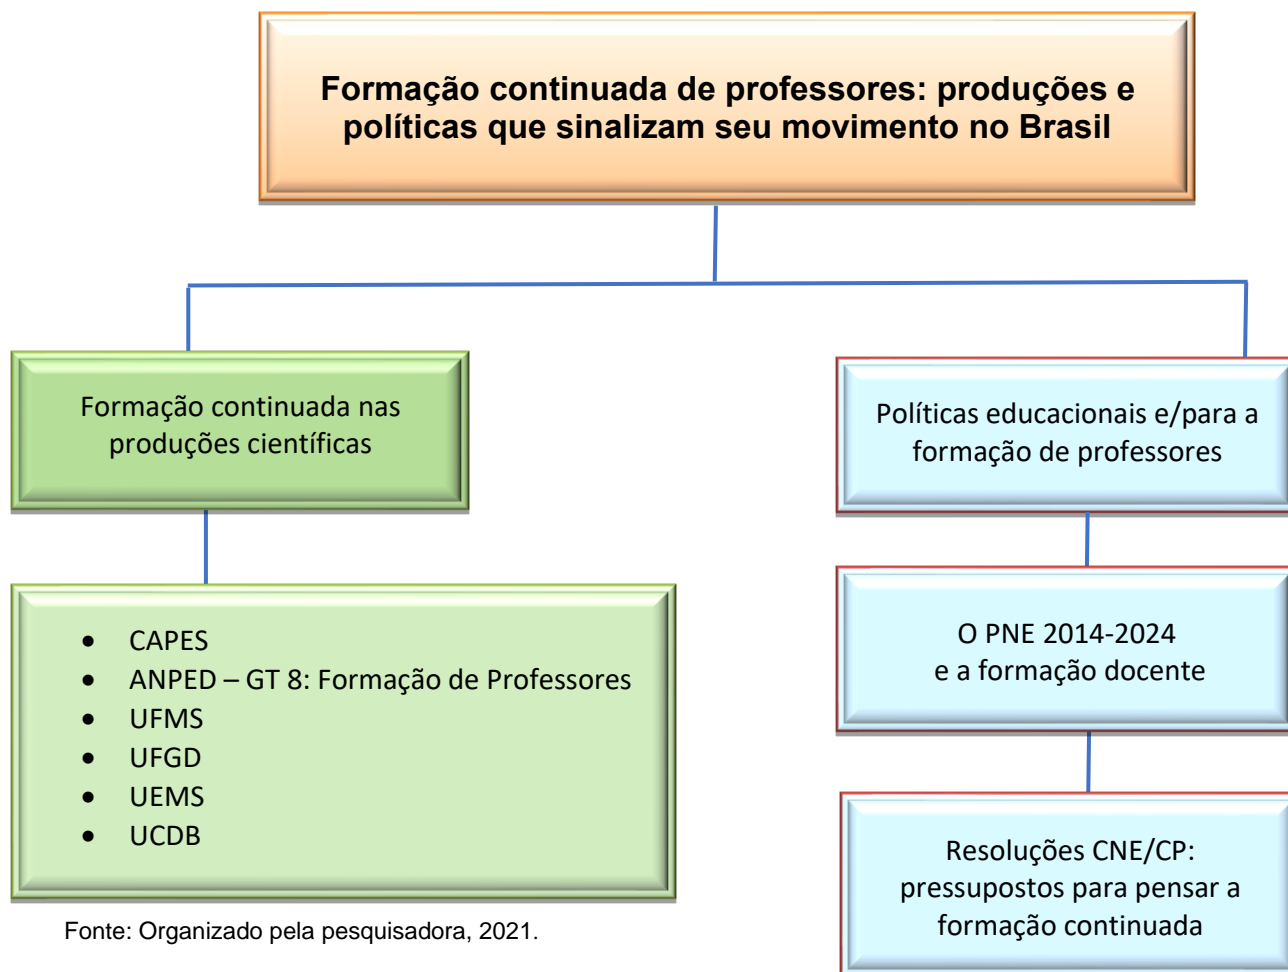 Formação continuada de professores: produções e
políticas que sinalizam seu movimento no Brasil
Formação continuada nas
produções científicas
• CAPES
• ANPED – GT 8: Formação de Professores
• UFMS
• UFGD
• UEMS
• UCDB
Políticas educacionais e/para a
formação de professores
O PNE 2014-2024
e a formação docente
Resoluções CNE/CP:
pressupostos para pensar a
formação continuada
Fonte: Organizado pela pesquisadora, 2021.